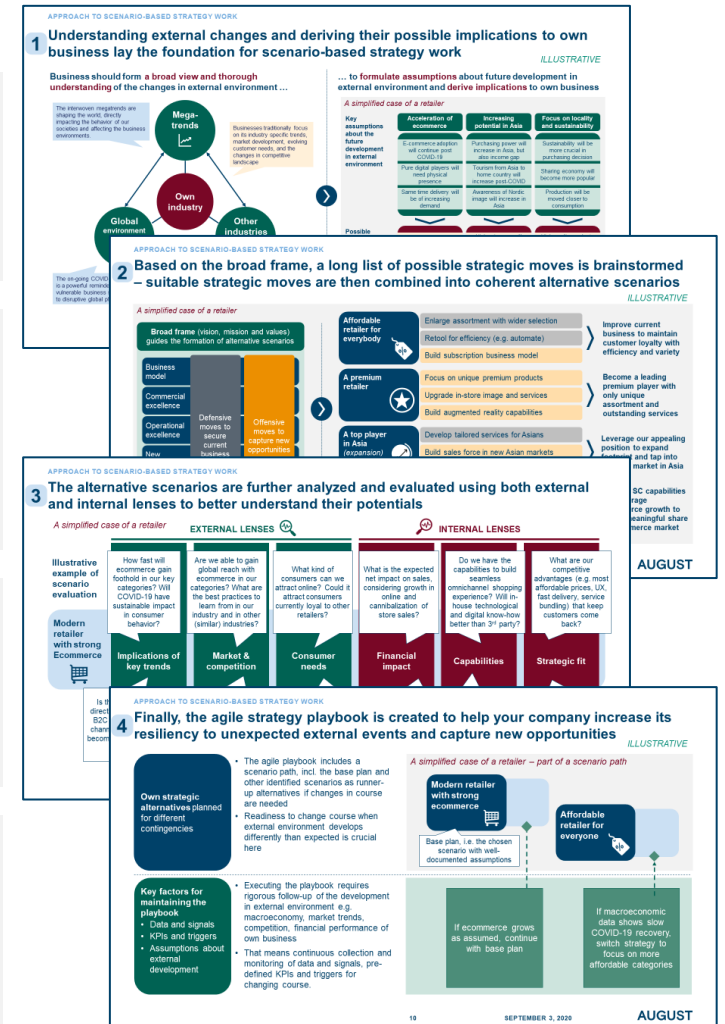 APPROACH TO SCENARIO-BASED STRATEGY WORK
1
Understanding external changes and deriving their possible implications to own
business lay the foundation for scenario-based strategy work
ILLUSTRATIVE
Business should form a broad view and thorough
understanding of the changes in external environment ...
The interwoven megatrends are
shaping the world, directly
impacting the behavior of our
societies and affecting the business
environments
Mega-
trends
Businesses traditionally focus
on its industry specific trends,
market development, evolving
customer needs, and the
changes in competitive
landscape
Own
industry
Global
environment
Other
industries
The on-going COVID
is a powerful reminde
vulnerable business
to disruptive global p
... to formulate assumptions about future development in
external environment and derive implications to own business
A simplified case of a retailer
Key
assumptions
about the
future
development
in external
environment
Acceleration of
ecommerce
E-commerce adoption
will continue post
COVID-19
Pure digital players will
need physical
presence
Same time delivery will
be of increasing
demand
Increasing
potential in Asia
Purchasing power will
increase in Asia, but
also income gap
Tourism from Asia to
home country will
increase post-COVID
Awareness of Nordic
image will increase in
Asia
Focus on locality
and sustainability
Sustainability will be
more crucial in
purchasing decision
Sharing economy will
become more popular
Production will be
moved closer to
consumption
Possible
APPROACH TO SCENARIO-BASED STRATEGY WORK
2
Based on the broad frame, a long list of possible strategic moves is brainstormed
– suitable strategic moves are then combined into coherent alternative scenarios
ILLUSTRATIVE
A simplified case of a retailer
Broad frame (vision, mission and values)
guides the formation of alternative scenarios
Business
model
Commercial
excellence
Operational
excellence
New
Defensive
moves to
secure
current
business
Offensive
moves to
capture new
opportunities
Affordable
retailer for
everybody
Enlarge assortment with wider selection
Retool for efficiency (e.g. automate)
Build subscription business model
Improve current
business to maintain
customer loyalty with
efficiency and variety
A premium
retailer
Focus on unique premium products
Upgrade in-store image and services
Build augmented reality capabilities
Become a leading
premium player with
only unique
assortment and
outstanding services
A top player
in Asia
(expansion)
Develop tailored services for Asians
Build sales force in new Asian markets
Leverage our appealing
position to expand
footprint and tap into
market in Asia
SC capabilities
rage
rce growth to
eaningful share
merce market
AUGUST
APPROACH TO SCENARIO-BASED STRATEGY WORK
3
The alternative scenarios are further analyzed and evaluated using both external
and internal lenses to better understand their potentials
A simplified case of a retailer
EXTERNAL LENSES
INTERNAL LENSES
Illustrative
example of
scenario
evaluation
How fast will
ecommerce gain
foothold in our key
categories? Will
COVID-19 have
sustainable impact
in consumer
behavior?
Are we able to gain
global reach with
ecommerce in our
categories? What are
the best practices to
learn from in our
industry and in other
(similar) industries?
What kind of
consumers can we
attract online? Could it
attract consumers
currently loyal to other
retailers?
What is the expected
net impact on sales,
considering growth in
online and
cannibalization of
store sales?
Do we have the
capabilities to build
seamless
omnichannel shopping
experience? Will in-
house technological
and digital know-how
better than 3rd party?
What are our
competitive
advantages (e.g. most
affordable prices, UX,
fast delivery, service
bundling) that keep
customers come
back?
Modern
retailer
with strong
Ecommerce
Implications of
key trends
Market &
competition
Consumer
needs
Financial
impact
Capabilities
Strategic fit
Is th
direct
B2C
chann
becom
APPROACH TO SCENARIO-BASED STRATEGY WORK
4
Finally, the agile strategy playbook is created to help your company increase its
resiliency to unexpected external events and capture new opportunities
ILLUSTRATIVE
Own strategic
alternatives planned
for different
contingencies
• The agile playbook includes a
scenario path, incl. the base plan and
other identified scenarios as runner-
up alternatives if changes in course
are needed
• Readiness to change course when
external environment develops
differently than expected is crucial
here
A simplified case of a retailer – part of a scenario path
Modern retailer
with strong
ecommerce
Base plan, i.e. the chosen
scenario with well-
documented assumptions
Affordable
retailer for
everyone
Key factors for
maintaining the
playbook
• Data and signals
• KPIs and triggers
• Assumptions about
external
development
• Executing the playbook requires
rigorous follow-up of the development
in external environment e.g.
macroeconomy, market trends,
competition, financial performance of
own business
• That means continuous collection and
monitoring of data and signals, pre-
defined KPIs and triggers for
changing course.
If ecommerce grows
as assumed, continue
with base plan
If macroeconomic
data shows slow
COVID-19 recovery,
switch strategy to
focus on more
affordable categories
10
SEPTEMBER 3, 2020
AUGUST